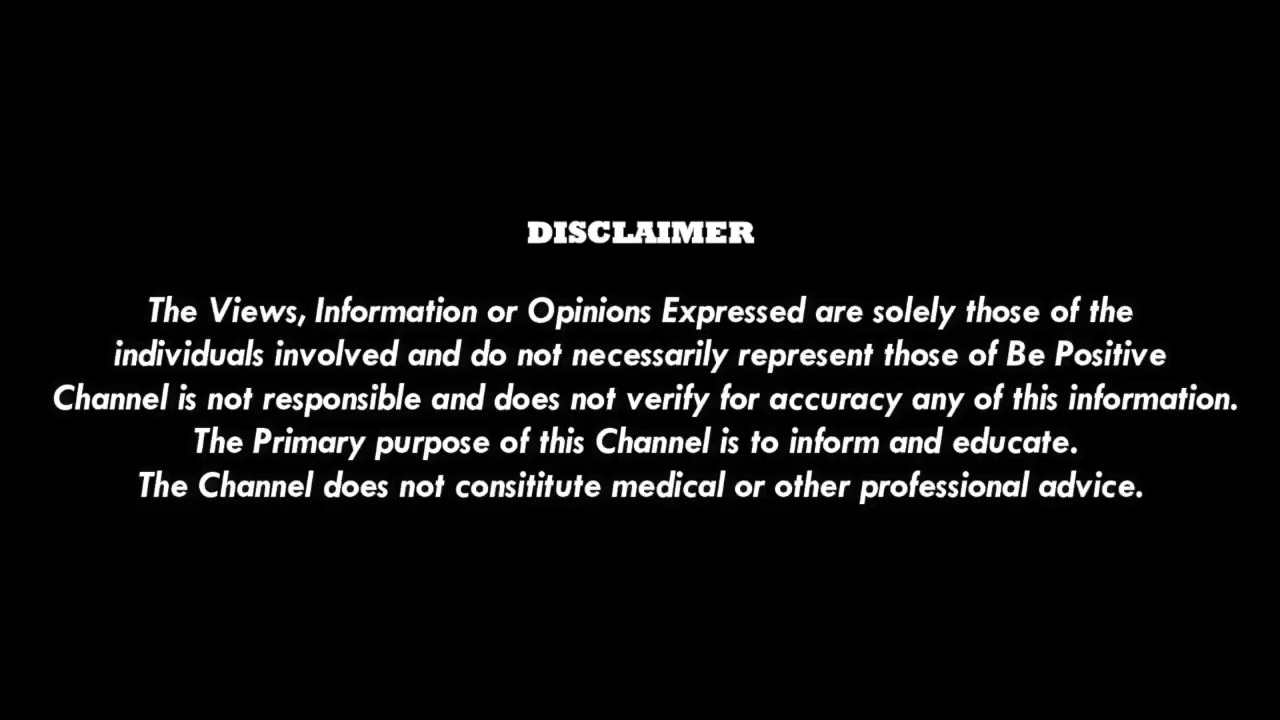 DISCLAIMER
The Views, Information or Opinions Expressed are solely those of the
individuals involved and do not necessarily represent those of Be Positive
Channel is not responsible and does not verify for accuracy any of this information.
The Primary purpose of this Channel is to inform and educate.
The Channel does not consititute medical or other professional advice.